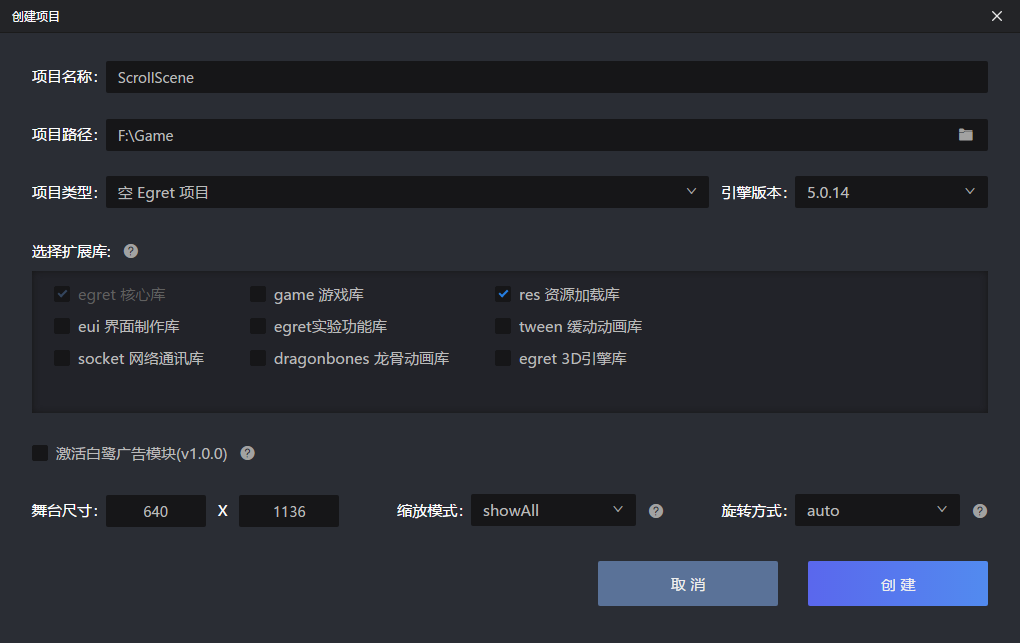 创建项目
项目名称: ScrollScene
项目路径: F:\Game
项目类型: 空 Egret 项目 引擎版本: 5.0.14
选择扩展库: ?
egret 核心库 game 游戏库 res 资源加载库
eui 界面制作库 egret实验功能库 tween 缓动动画库
socket 网络通讯库 dragonbones 龙骨动画库 egret 3D引擎库
激活白鹭广告模块(v1.0.0) ?
舞台尺寸: 640 X 1136 缩放模式: showAll ? 旋转方式: auto ?
取消 创建